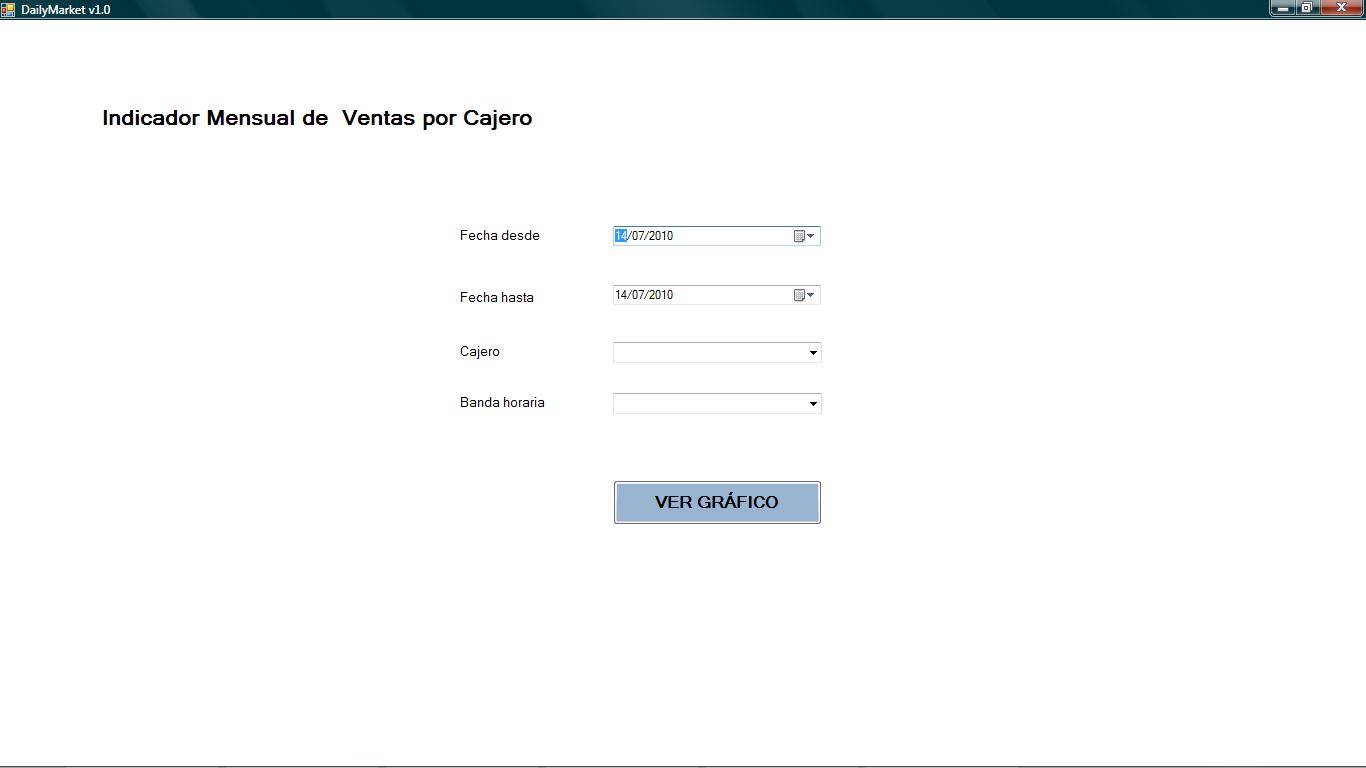 DailyMarket v1.0
Indicador Mensual de  Ventas por Cajero
Fecha desde 14/07/2010
Fecha hasta 14/07/2010
Cajero
Banda horaria
VER GRÁFICO